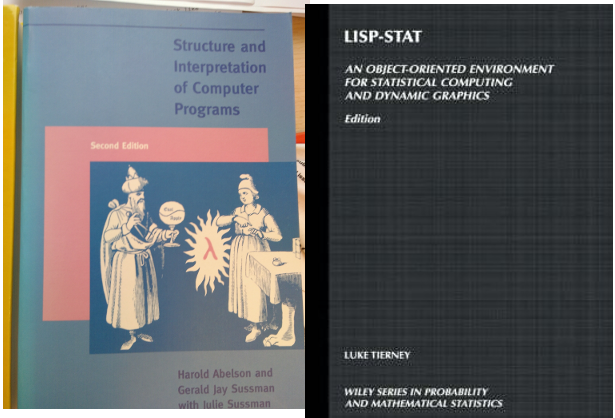 Structure and
Interpretation
of Computer
Programs
Second Edition
λ
Harold Abelson and
Gerald Jay Sussman
with Julie Sussman
LISP-STAT
AN OBJECT-ORIENTED ENVIRONMENT
FOR STATISTICAL COMPUTING
AND DYNAMIC GRAPHICS
Edition
LUKE TIERNEY
WILEY SERIES IN PROBABILITY
AND MATHEMATICAL STATISTICS